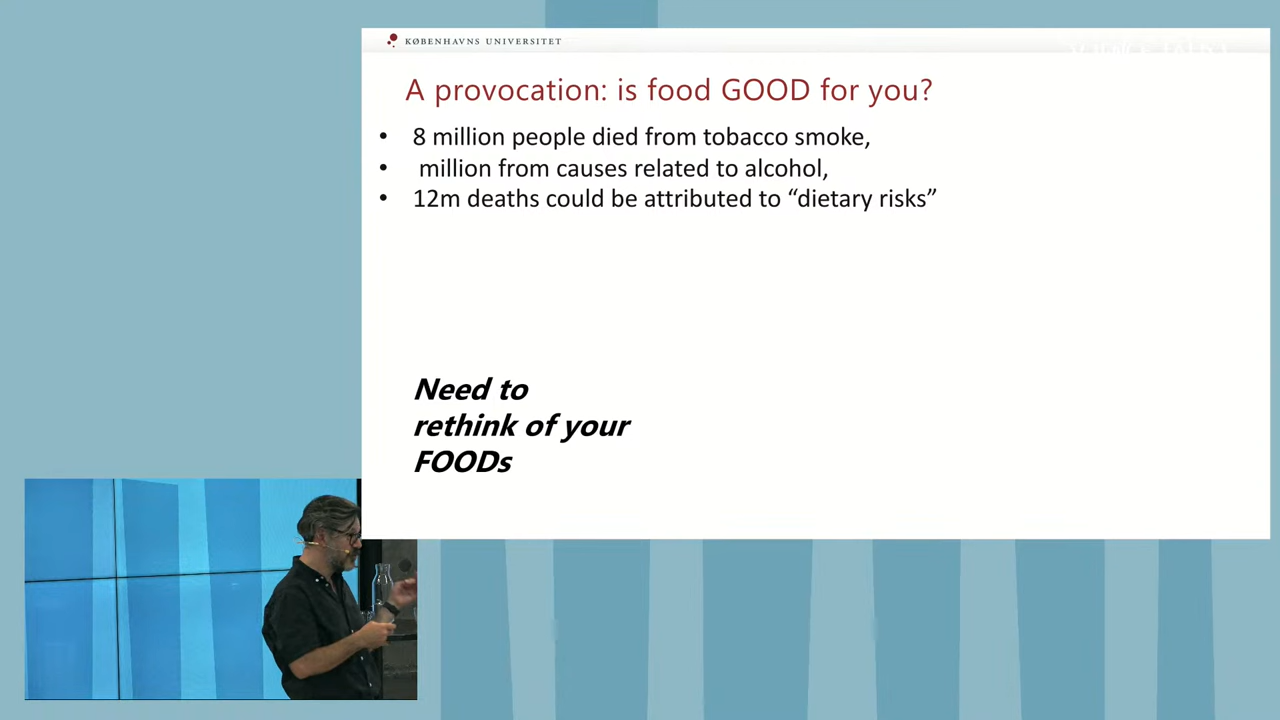 KØBENHAVNS UNIVERSITET
A provocation: is food GOOD for you?
• 8 million people died from tobacco smoke,
• million from causes related to alcohol,
• 12m deaths could be attributed to “dietary risks”
Need to
rethink of your
FOODs